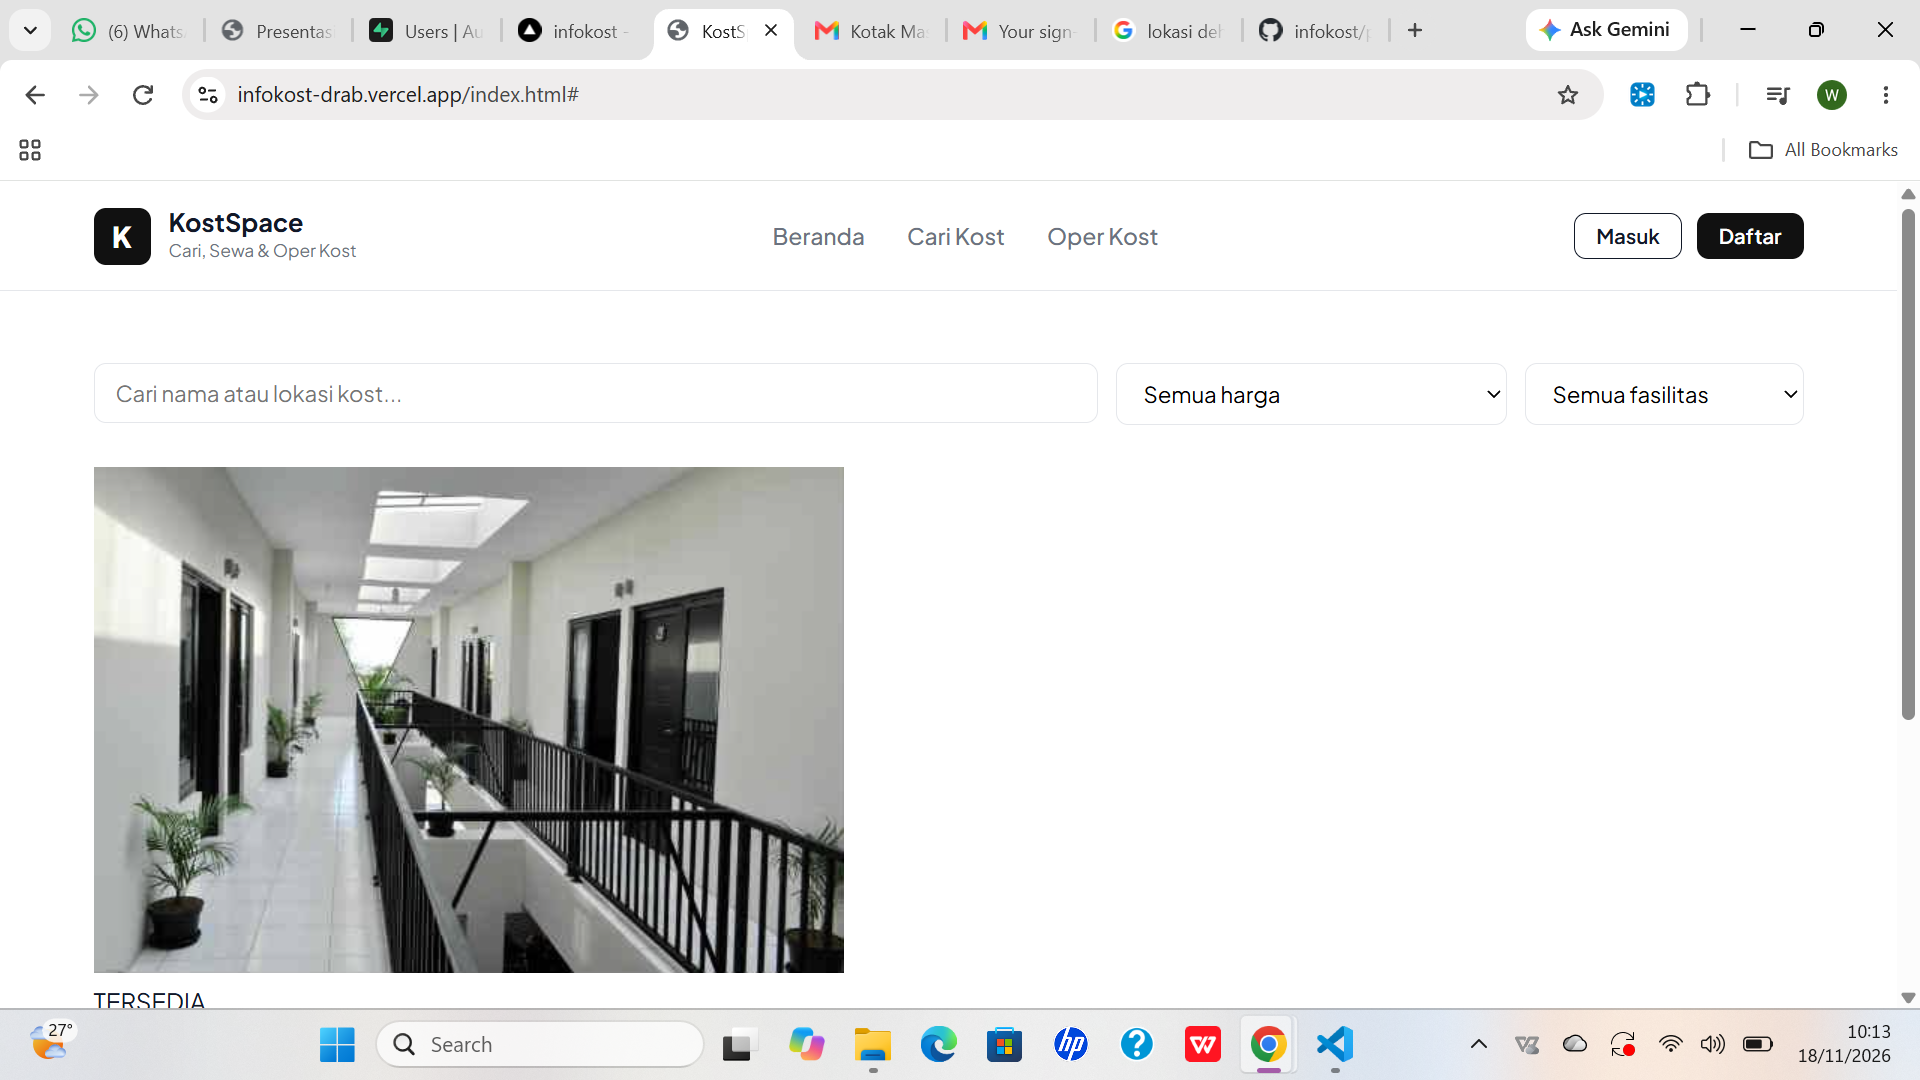 (6) Whats
Presentas
Users | Au
infokost -
KostS
Kotak Ma
Your sign-
lokasi deh
infokost/p
Ask Gemini
infokost-drab.vercel.app/index.html#
W
All Bookmarks
K
KostSpace
Cari, Sewa & Oper Kost
Beranda
Cari Kost
Oper Kost
Masuk
Daftar
Cari nama atau lokasi kost...
Semua harga
Semua fasilitas
TERSEDIA
27°
Search
10:13
18/11/2026